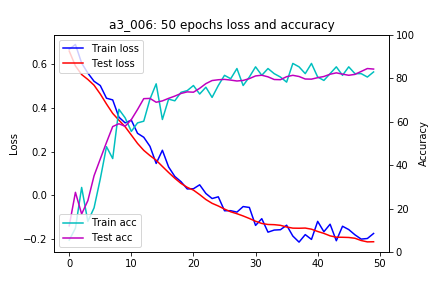 a3_006: 50 epochs loss and accuracy
Train loss
Test loss
Train acc
Test acc
Loss
Accuracy
0.6
0.4
0.2
0.0
−0.2
100
80
60
40
20
0
0 10 20 30 40 50